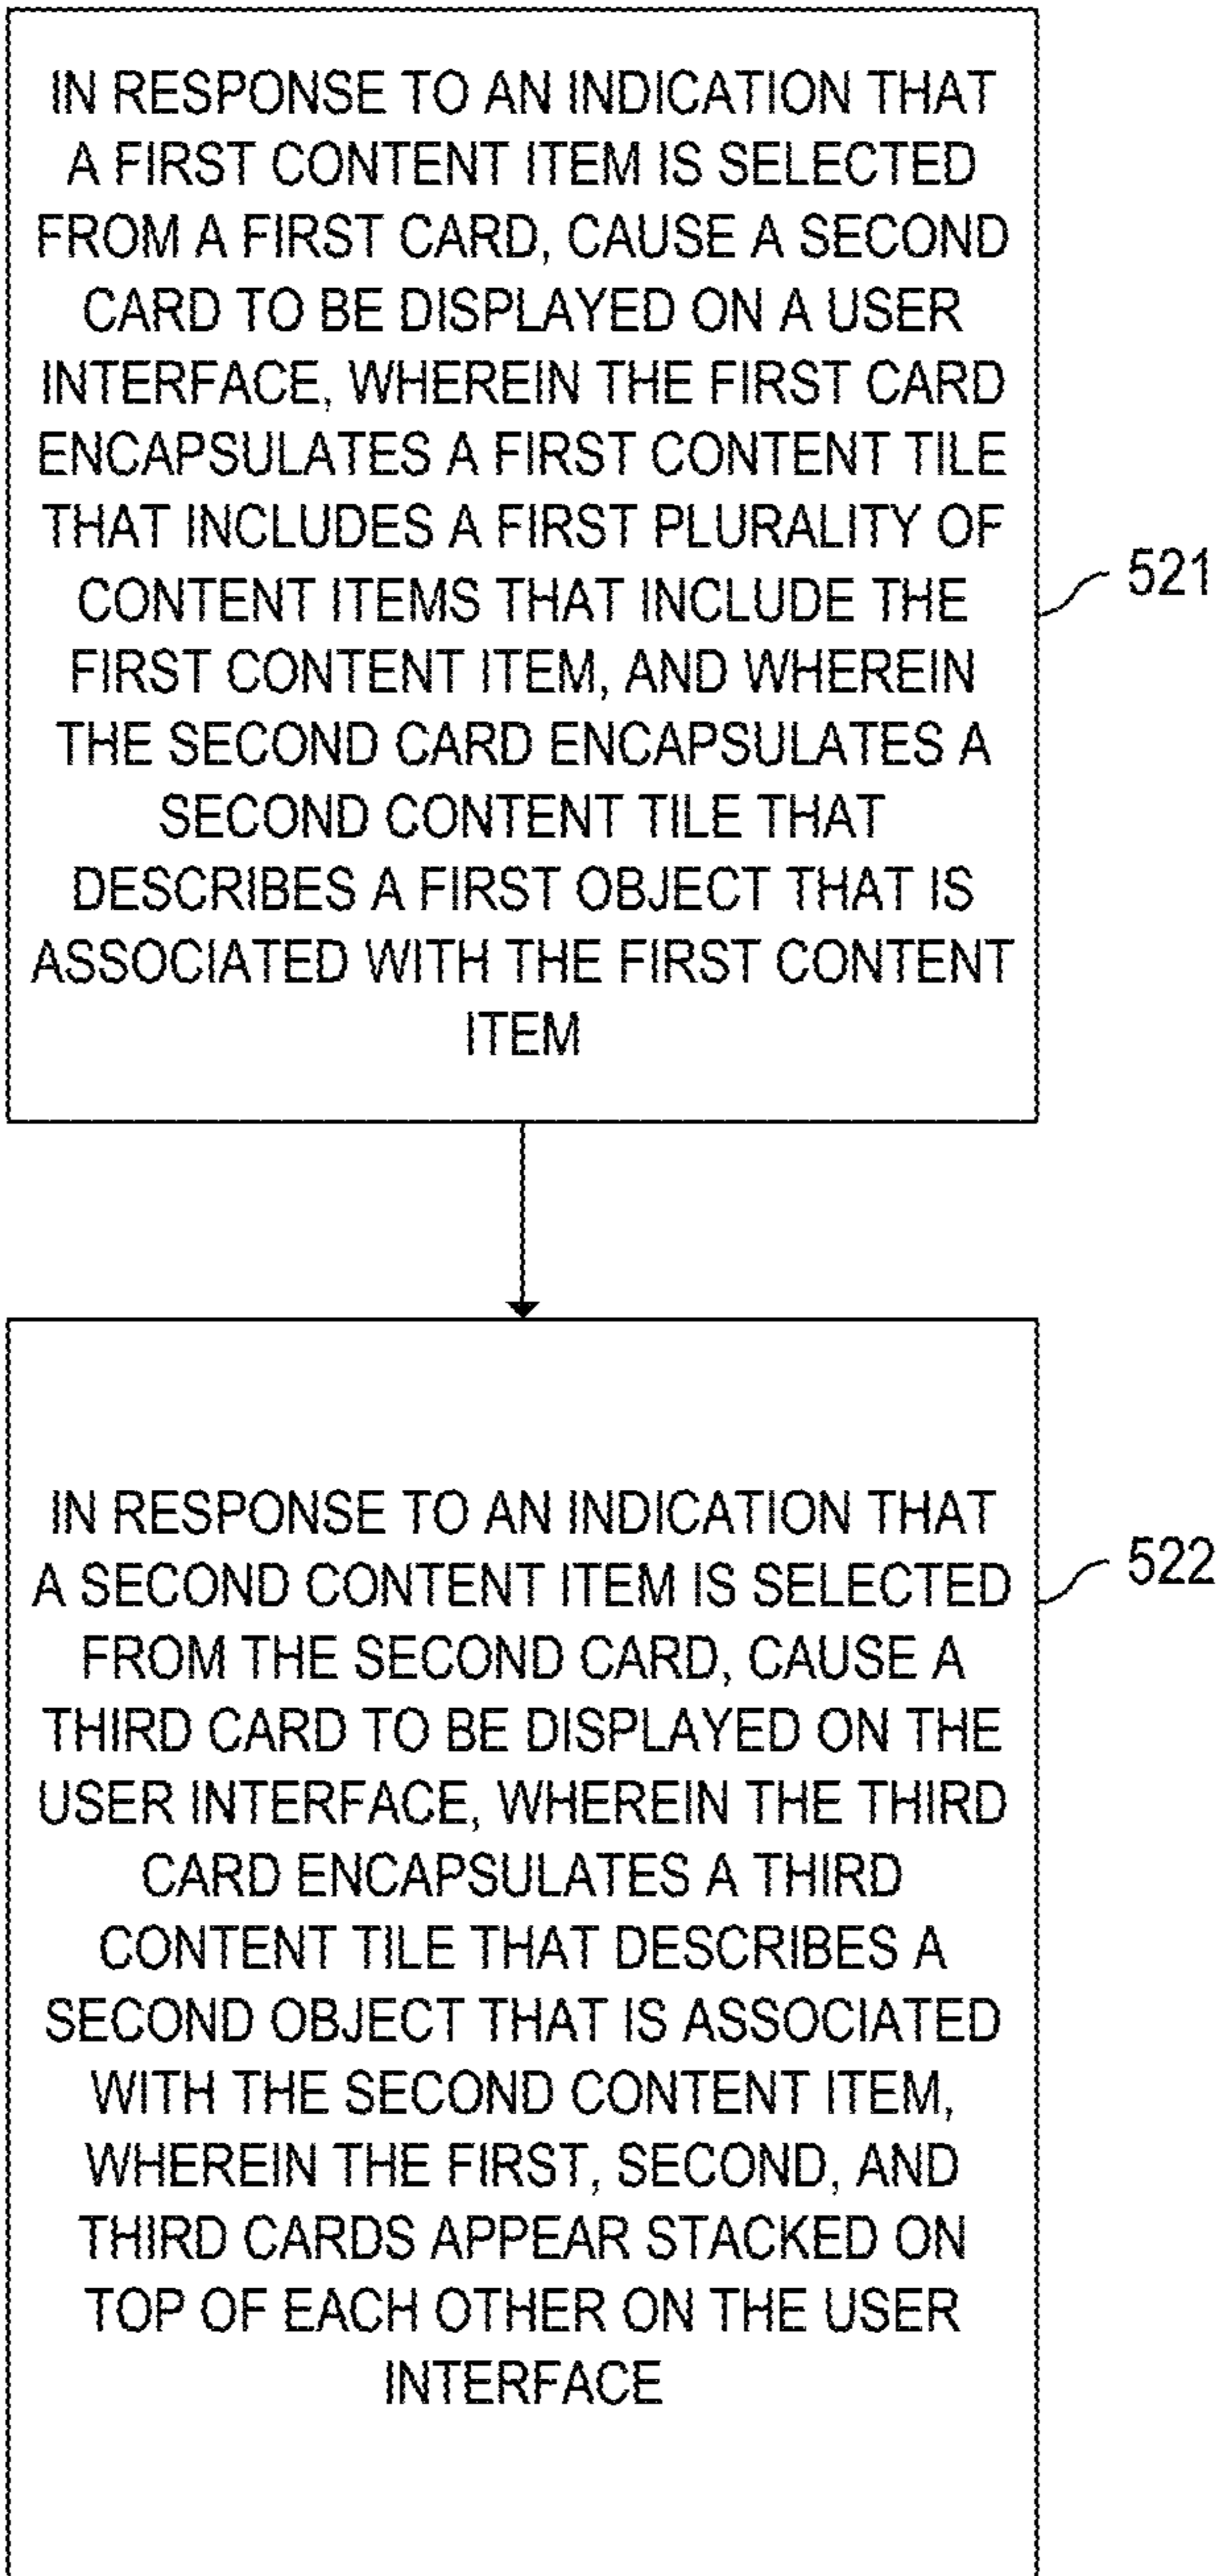 IN RESPONSE TO AN INDICATION THAT
A FIRST CONTENT ITEM IS SELECTED
FROM A FIRST CARD, CAUSE A SECOND
CARD TO BE DISPLAYED ON A USER
INTERFACE, WHEREIN THE FIRST CARD
ENCAPSULATES A FIRST CONTENT TILE
THAT INCLUDES A FIRST PLURALITY OF
CONTENT ITEMS THAT INCLUDE THE
FIRST CONTENT ITEM, AND WHEREIN
THE SECOND CARD ENCAPSULATES A
SECOND CONTENT TILE THAT
DESCRIBES A FIRST OBJECT THAT IS
ASSOCIATED WITH THE FIRST CONTENT
ITEM
521
IN RESPONSE TO AN INDICATION THAT
A SECOND CONTENT ITEM IS SELECTED
FROM THE SECOND CARD, CAUSE A
THIRD CARD TO BE DISPLAYED ON THE
USER INTERFACE, WHEREIN THE THIRD
CARD ENCAPSULATES A THIRD
CONTENT TILE THAT DESCRIBES A
SECOND OBJECT THAT IS ASSOCIATED
WITH THE SECOND CONTENT ITEM,
WHEREIN THE FIRST, SECOND, AND
THIRD CARDS APPEAR STACKED ON
TOP OF EACH OTHER ON THE USER
INTERFACE
522